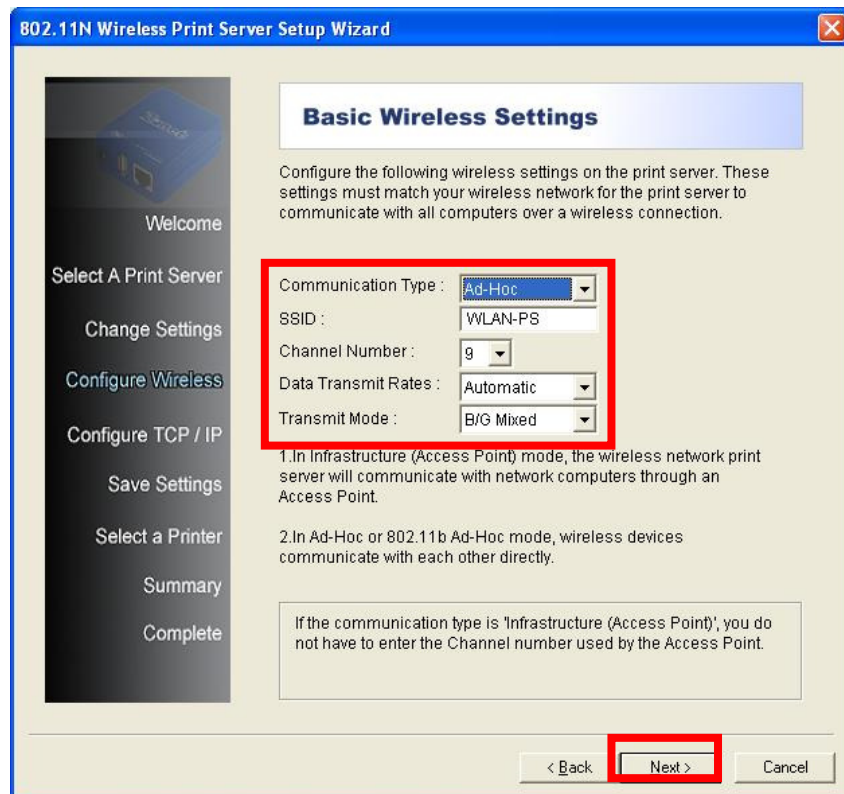 802.11N Wireless Print Server Setup Wizard
Welcome
Select A Print Server
Change Settings
Configure Wireless
Configure TCP / IP
Save Settings
Select a Printer
Summary
Complete
Basic Wireless Settings
Configure the following wireless settings on the print server. These
settings must match your wireless network for the print server to
communicate with all computers over a wireless connection.
Communication Type : Ad-Hoc
SSID : WLAN-PS
Channel Number : 9
Data Transmit Rates : Automatic
Transmit Mode : B/G Mixed
1.In Infrastructure (Access Point) mode, the wireless network print
server will communicate with network computers through an
Access Point.
2.In Ad-Hoc or 802.11b Ad-Hoc mode, wireless devices
communicate with each other directly.
If the communication type is 'Infrastructure (Access Point)', you do
not have to enter the Channel number used by the Access Point.
< Back Next > Cancel